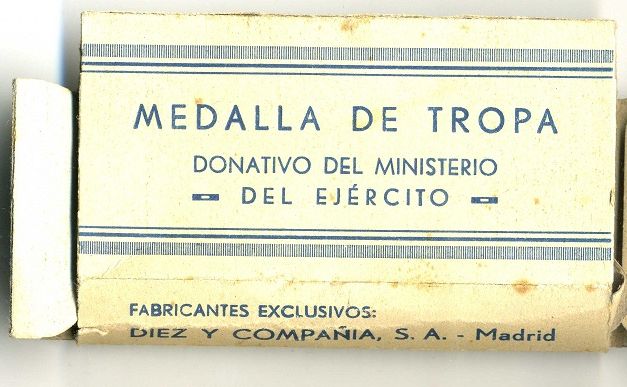 MEDALLA DE TROPA
DONATIVO DEL MINISTERIO
DEL EJÉRCITO
FABRICANTES EXCLUSIVOS:
DIEZ Y COMPAÑIA, S. A. - Madrid